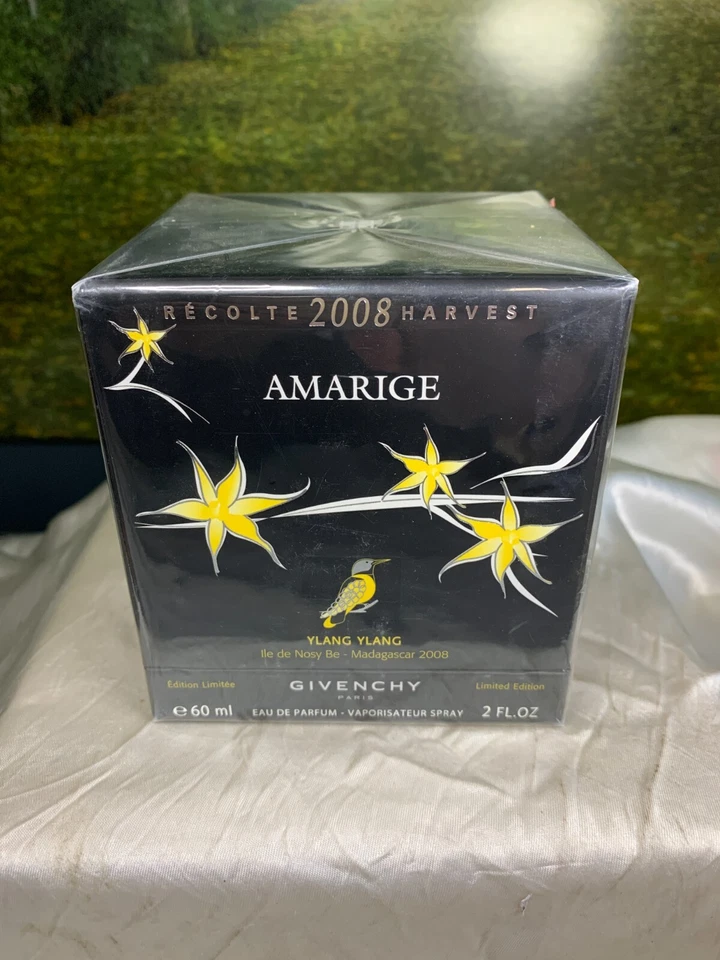 RÉCOLTE 2008 HARVEST
AMARIGE
YLANG YLANG
Ile de Nosy Be - Madagascar 2008
Édition Limitée GIVENCHY Limited Edition
PARIS
℮ 60 ml EAU DE PARFUM - VAPORISATEUR SPRAY 2 FL.OZ